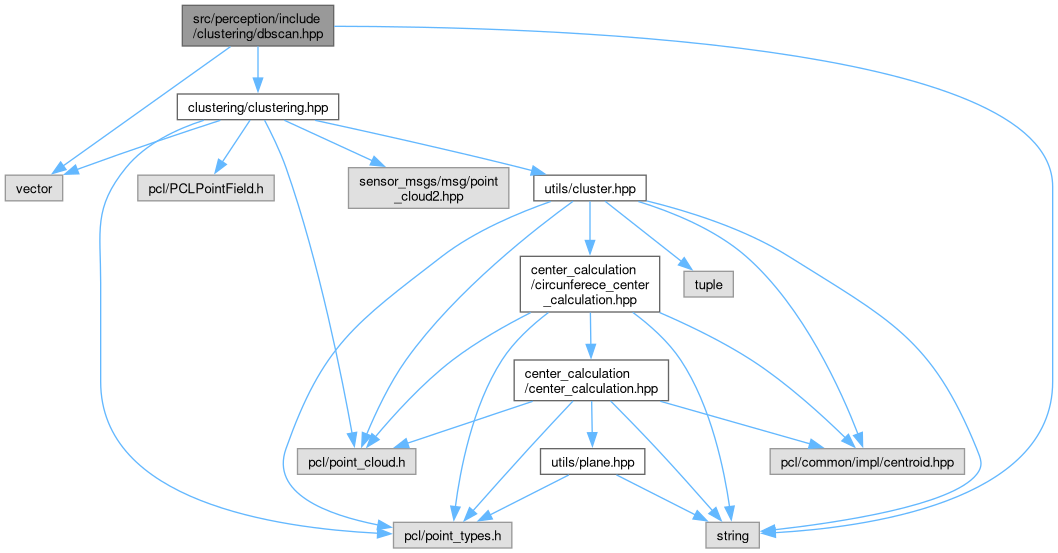 src/perception/include
/clustering/dbscan.hpp
clustering/clustering.hpp
vector
pcl/PCLPointField.h
sensor_msgs/msg/point
_cloud2.hpp
utils/cluster.hpp
center_calculation
/circunferece_center
_calculation.hpp
tuple
center_calculation
/center_calculation.hpp
pcl/point_cloud.h
utils/plane.hpp
pcl/common/impl/centroid.hpp
pcl/point_types.h
string